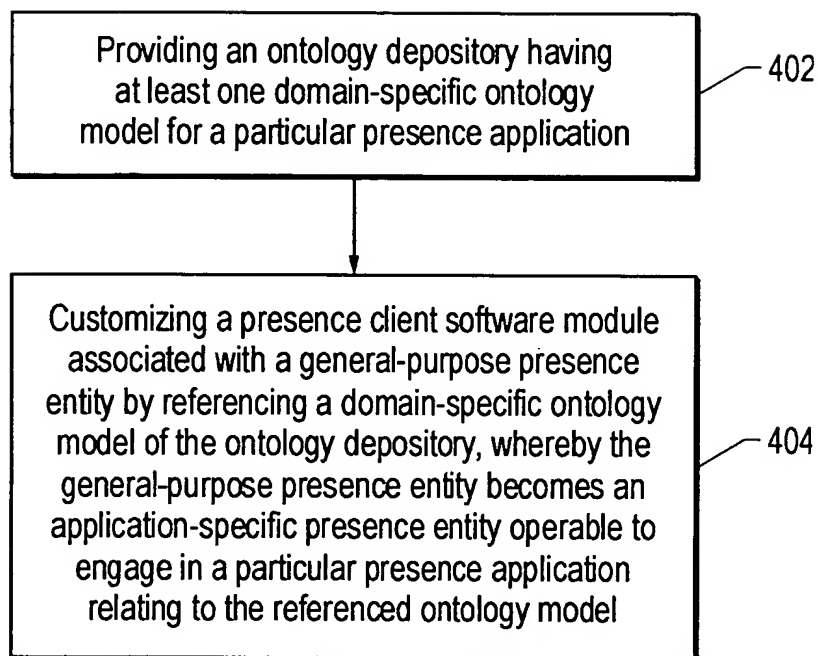 Providing an ontology depository having
at least one domain-specific ontology
model for a particular presence application
402
Customizing a presence client software module
associated with a general-purpose presence
entity by referencing a domain-specific ontology
model of the ontology depository, whereby the
general-purpose presence entity becomes an
application-specific presence entity operable to
engage in a particular presence application
relating to the referenced ontology model
404